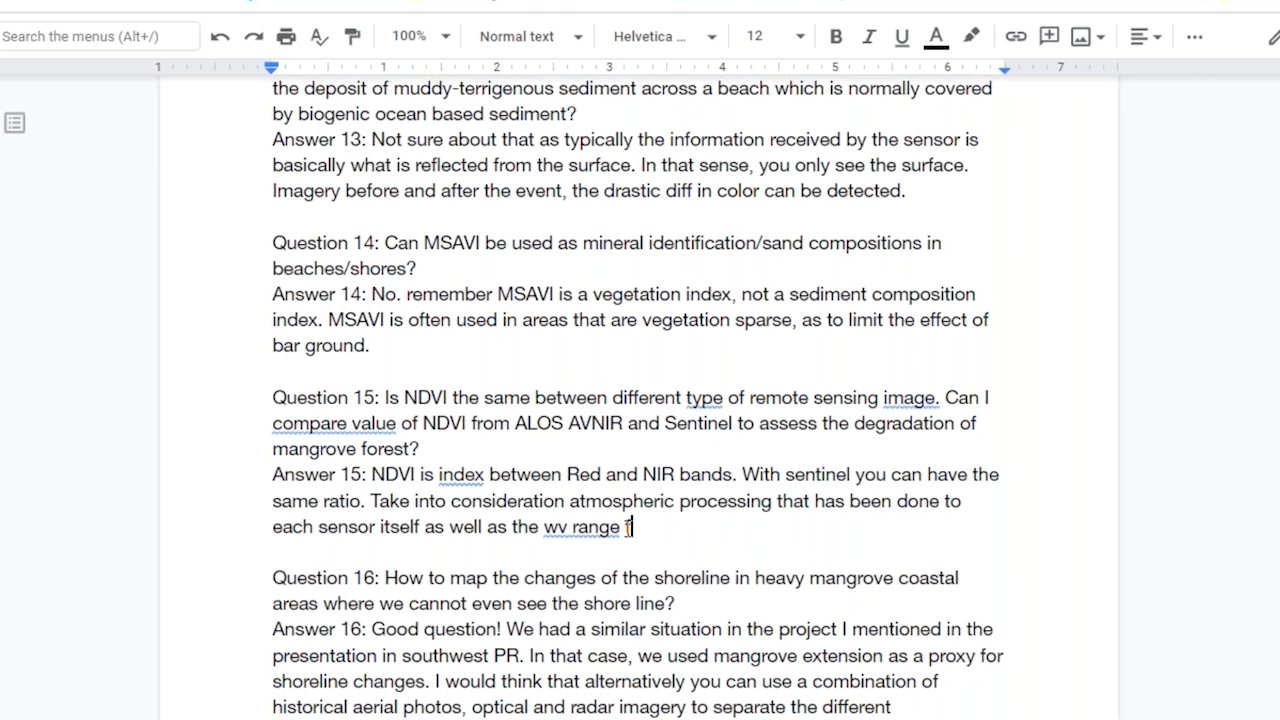 Search the menus (Alt+/)
100%
Normal text
Helvetica ...
12
B I U A
1 1 2 3 4 5 6 7
the deposit of muddy-terrigenous sediment across a beach which is normally covered
by biogenic ocean based sediment?
Answer 13: Not sure about that as typically the information received by the sensor is
basically what is reflected from the surface. In that sense, you only see the surface.
Imagery before and after the event, the drastic diff in color can be detected.
Question 14: Can MSAVI be used as mineral identification/sand compositions in
beaches/shores?
Answer 14: No. remember MSAVI is a vegetation index, not a sediment composition
index. MSAVI is often used in areas that are vegetation sparse, as to limit the effect of
bar ground.
Question 15: Is NDVI the same between different type of remote sensing image. Can I
compare value of NDVI from ALOS AVNIR and Sentinel to assess the degradation of
mangrove forest?
Answer 15: NDVI is index between Red and NIR bands. With sentinel you can have the
same ratio. Take into consideration atmospheric processing that has been done to
each sensor itself as well as the wv range
Question 16: How to map the changes of the shoreline in heavy mangrove coastal
areas where we cannot even see the shore line?
Answer 16: Good question! We had a similar situation in the project I mentioned in the
presentation in southwest PR. In that case, we used mangrove extension as a proxy for
shoreline changes. I would think that alternatively you can use a combination of
historical aerial photos, optical and radar imagery to separate the different